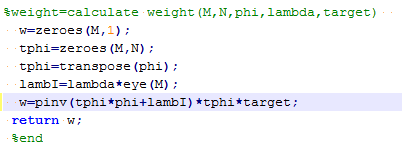 %weight=calculate weight(M,N,phi,lambda,target)
w=zeroes(M,1);
tphi=zeroes(M,N);
tphi=transpose(phi);
lambI=lambda*eye(M);
w=pinv(tphi*phi+lambI)*tphi*target;
return w;
%end